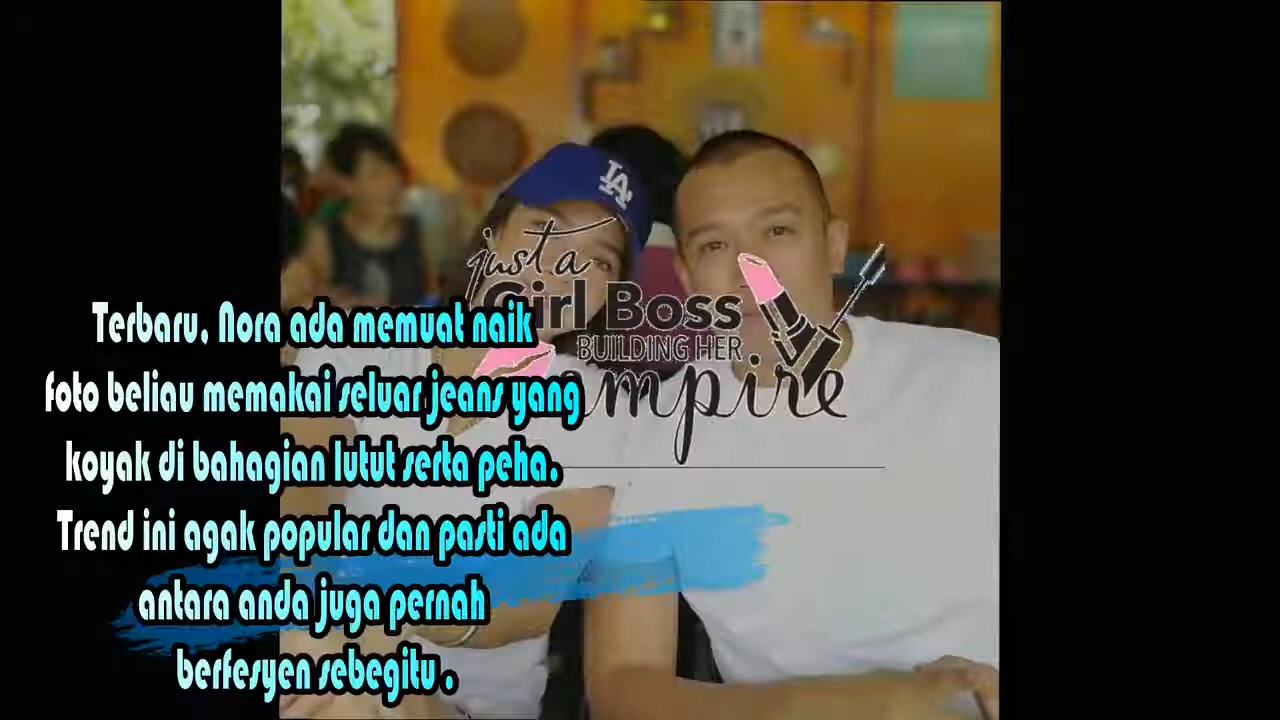 LA
just a
Girl Boss
BUILDING HER
empire
Terbaru, Nora ada memuat naik
foto beliau memakai seluar jeans yang
koyak di bahagian lutut serta peha.
Trend ini agak popular dan pasti ada
antara anda juga pernah
berfesyen sebegitu .